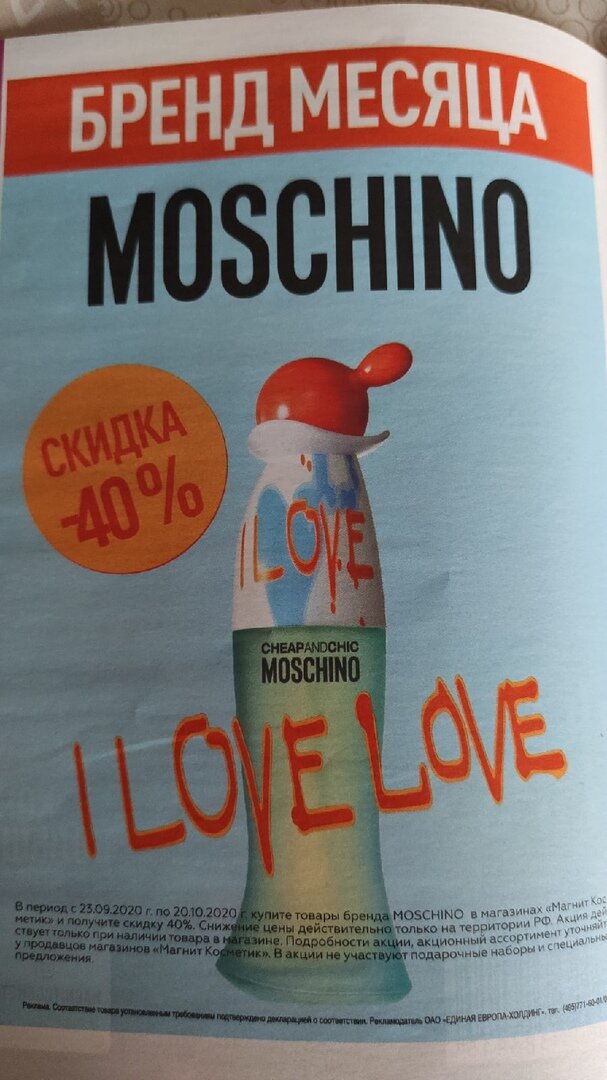 БРЕНД МЕСЯЦА
MOSCHINO
СКИДКА
-40%
I LOVE
CHEAPANDCHIC
MOSCHINO
I LOVE LOVE
В период с 23.09.2020 г. по 20.10.2020 г. купите товары бренда MOSCHINO в магазинах «Магнит Кос
метик» и получите скидку 40%. Снижение цены действительно только на территории РФ. Акция дей
ствует только при наличии товара в магазине. Подробности акции, акционный ассортимент уточняйт
у продавцов магазинов «Магнит Косметик». В акции не участвуют подарочные наборы и специальны
предложения.
Реклама. Соответствие товара установленным требованиям подтверждено декларацией о соответствии. Рекламодатель ОАО «ЕДИНАЯ ЕВРОПА-ХОЛДИНГ».